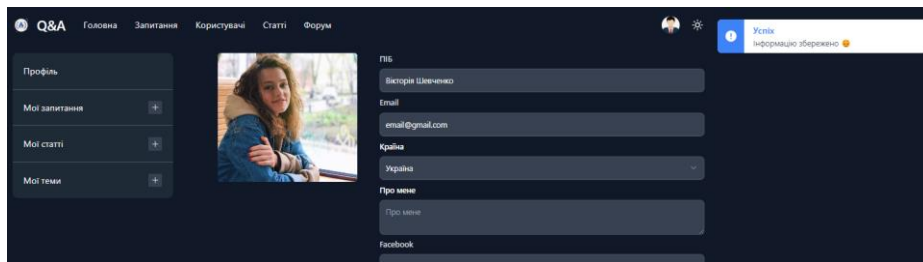 Q&A Головна Запитання Користувачі Статті Форум
Успіх
Інформацію збережено
Профіль
Мої запитання +
Мої статті +
Мої теми +
ПІБ
Вікторія Шевченко
Email
email@gmail.com
Країна
Україна
Про мене
Про мене
Facebook